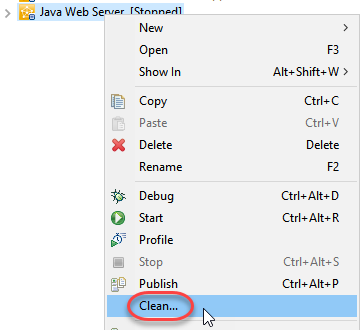 Java Web Server [Stopped]
New
Open F3
Show In Alt+Shift+W
Copy Ctrl+C
Paste Ctrl+V
Delete Delete
Rename F2
Debug Ctrl+Alt+D
Start Ctrl+Alt+R
Profile
Stop Ctrl+Alt+S
Publish Ctrl+Alt+P
Clean...